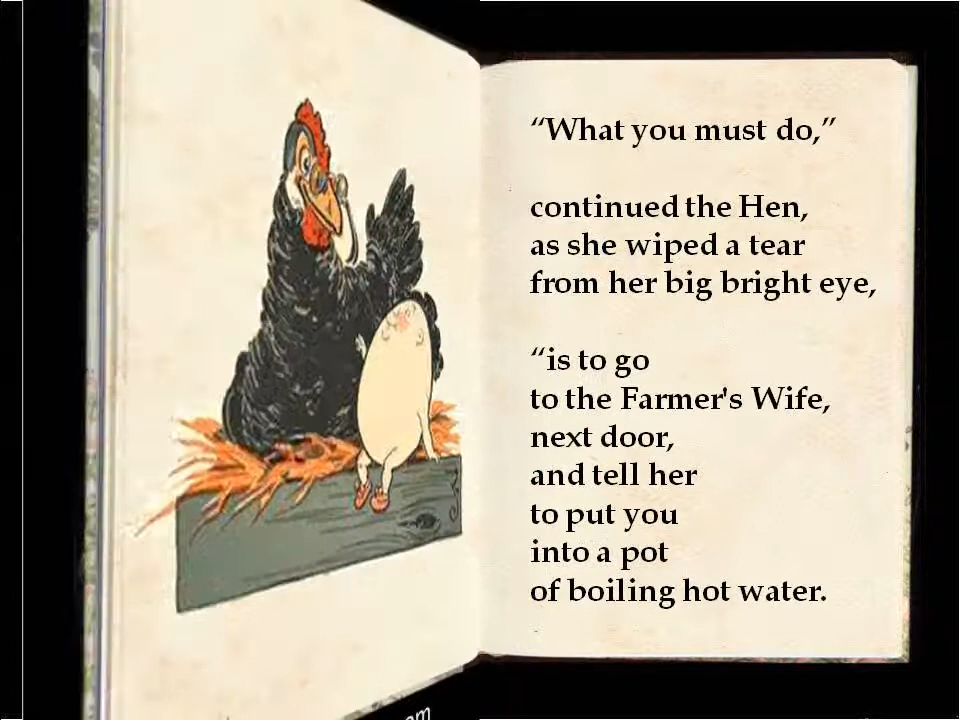 “What you must do,”
continued the Hen,
as she wiped a tear
from her big bright eye,
“is to go
to the Farmer's Wife,
next door,
and tell her
to put you
into a pot
of boiling hot water.